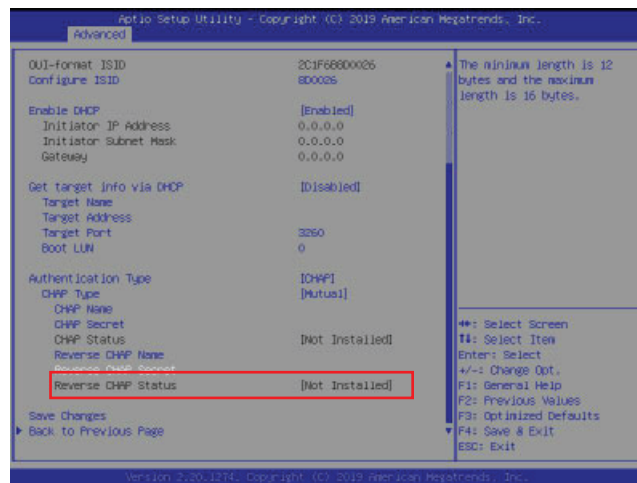 Aptio Setup Utility - Copyright (C) 2019 American Megatrends, Inc.
Advanced
OUI-format ISID 2C1F688D0026
Configure ISID 8D0026
Enable DHCP [Enabled]
Initiator IP Address 0.0.0.0
Initiator Subnet Mask 0.0.0.0
Gateway 0.0.0.0
Get target info via DHCP [Disabled]
Target Name
Target Address
Target Port 3260
Boot LUN 0
Authentication Type [CHAP]
CHAP Type [Mutual]
CHAP Name
CHAP Secret
CHAP Status [Not Installed]
Reverse CHAP Name
Reverse CHAP Secret
Reverse CHAP Status [Not Installed]
Save Changes
Back to Previous Page
The minimum length is 12
bytes and the maximum
length is 16 bytes.
: Select Screen
: Select Item
Enter: Select
+/-: Change Opt.
F1: General Help
F2: Previous Values
F3: Optimized Defaults
F4: Save & Exit
ESC: Exit
Version 2.20.1274. Copyright (C) 2019 American Megatrends, Inc.